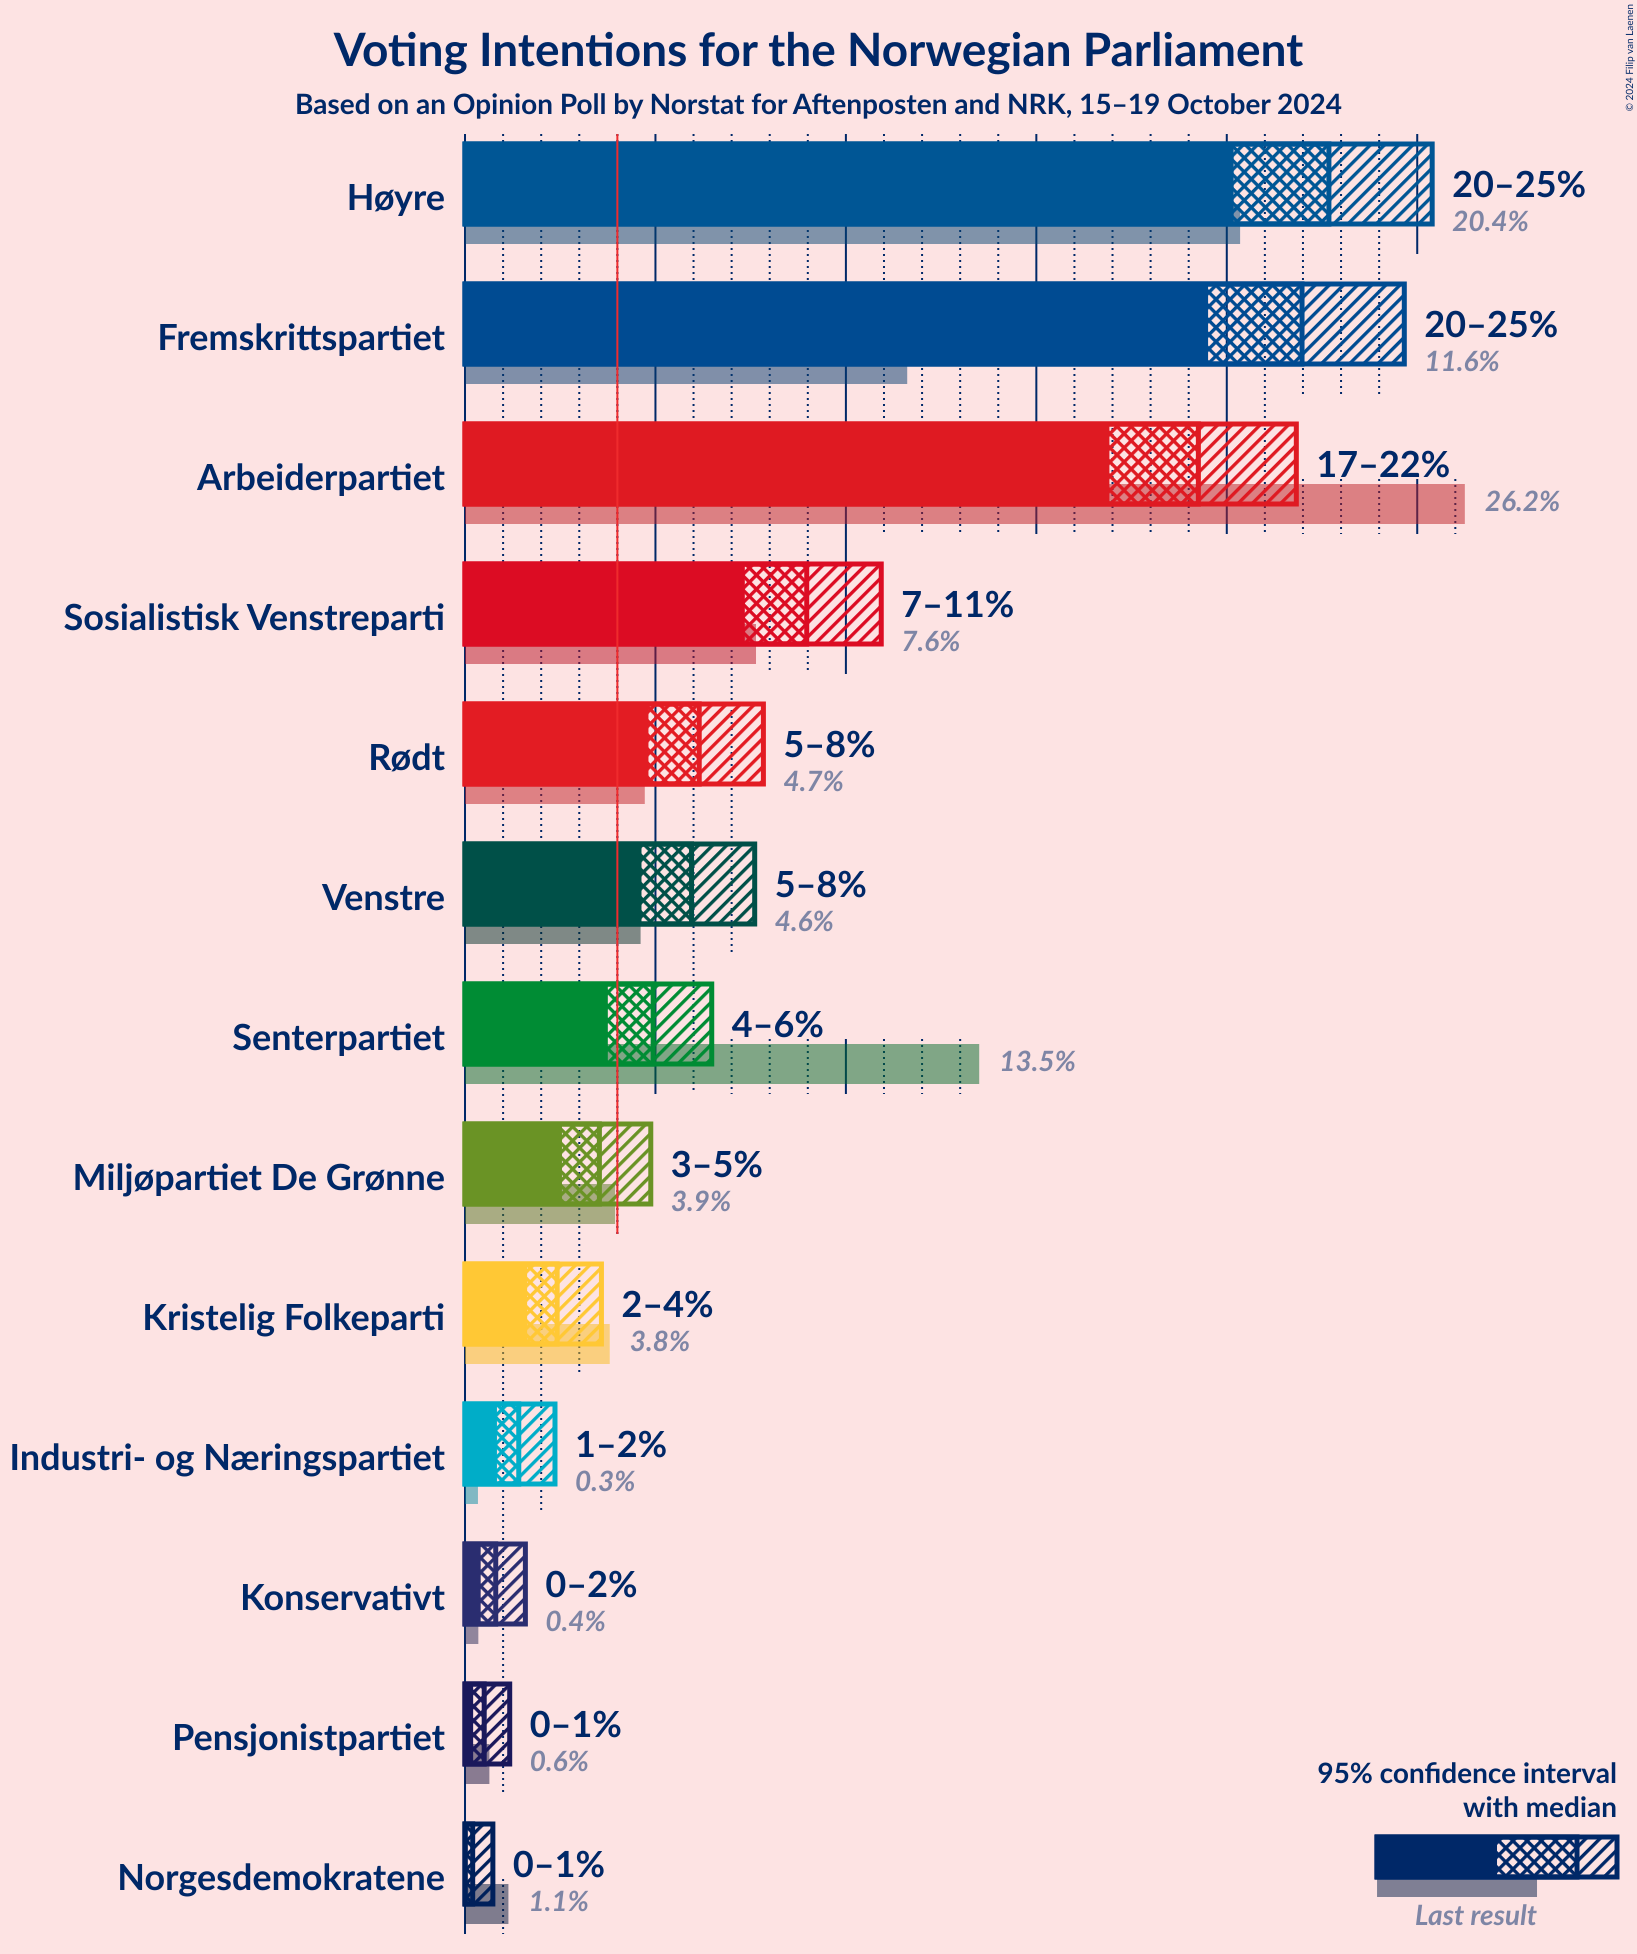 Voting Intentions for the Norwegian Parliament
Based on an Opinion Poll by Norstat for Aftenposten and NRK, 15–19 October 2024
© 2024 Filip van Laenen
Høyre
20–25%
20.4%
Fremskrittspartiet
20–25%
11.6%
Arbeiderpartiet
17–22%
26.2%
Sosialistisk Venstreparti
7–11%
7.6%
Rødt
5–8%
4.7%
Venstre
5–8%
4.6%
Senterpartiet
4–6%
13.5%
Miljøpartiet De Grønne
3–5%
3.9%
Kristelig Folkeparti
2–4%
3.8%
Industri- og Næringspartiet
1–2%
0.3%
Konservativt
0–2%
0.4%
Pensjonistpartiet
0–1%
0.6%
Norgesdemokratene
0–1%
1.1%
95% confidence interval
with median
Last result